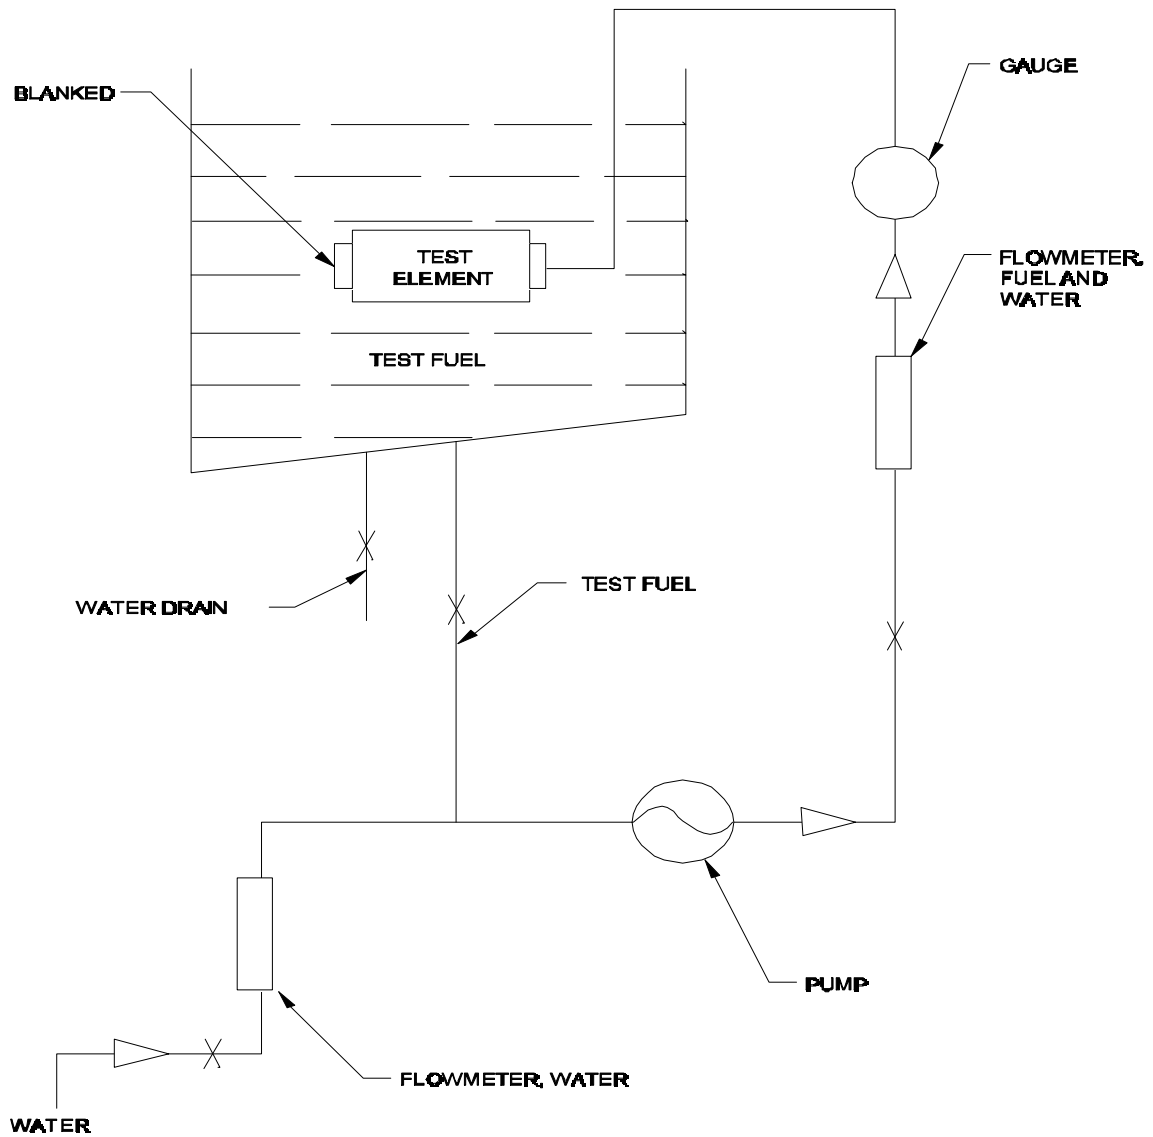 GAUGE
BLANKED
TEST
ELEMENT
FLOWMETER,
FUEL AND
WATER
TEST FUEL
TEST FUEL
WATER DRAIN
PUMP
FLOWMETER, WATER
WATER